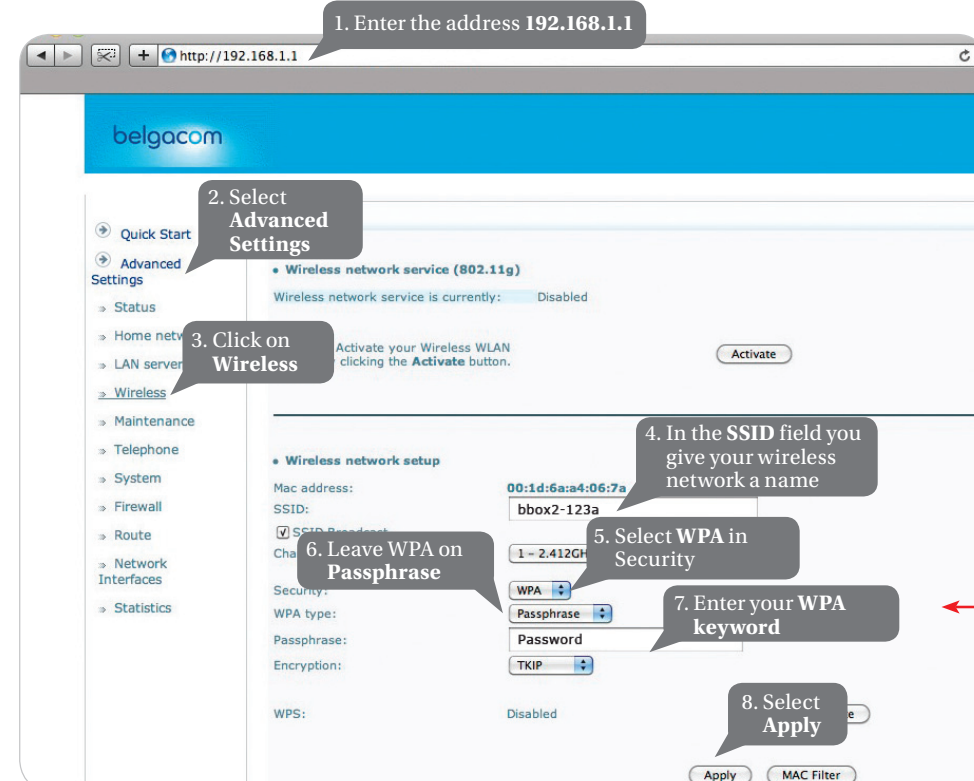 1. Enter the address 192.168.1.1
http://192.168.1.1
belgacom
2. Select
Advanced
Settings
Quick Start
Advanced
Settings
Status
Home netw
LAN server
Wireless
Maintenance
Telephone
System
Firewall
Route
Network
Interfaces
Statistics
3. Click on
Wireless
• Wireless network service (802.11g)
Wireless network service is currently: Disabled
Activate your Wireless WLAN
clicking the Activate button.
Activate
4. In the SSID field you
give your wireless
network a name
• Wireless network setup
Mac address: 00:1d:6a:a4:06:7a
SSID: bbox2-123a
SSID Broadcast
5. Select WPA in
Security
6. Leave WPA on
Passphrase
Cha 1 - 2.412GH
Security: WPA
WPA type: Passphrase
7. Enter your WPA
keyword
Passphrase: Password
Encryption: TKIP
WPS: Disabled
8. Select
Apply
Apply MAC Filter